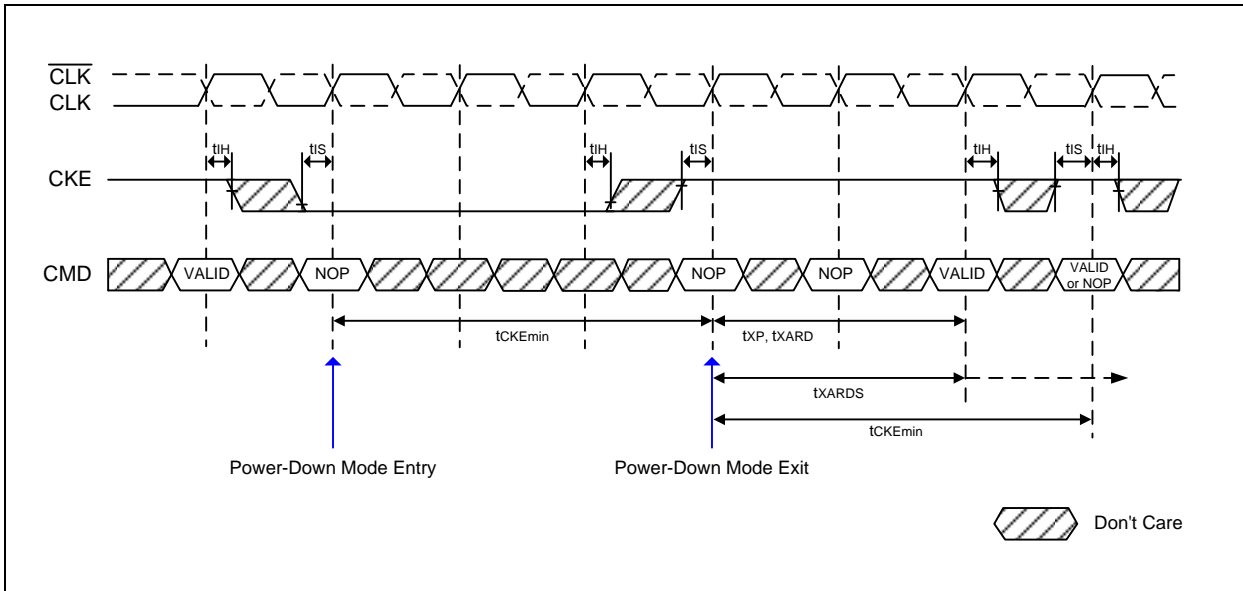 CLK
CLK
tIH tIS tIH tIS tIH tIS tIH
CKE
CMD VALID NOP NOP NOP VALID VALID or NOP
tCKEmin tXP, tXARD
tXARDS
tCKEmin
Power-Down Mode Entry Power-Down Mode Exit
Don't Care